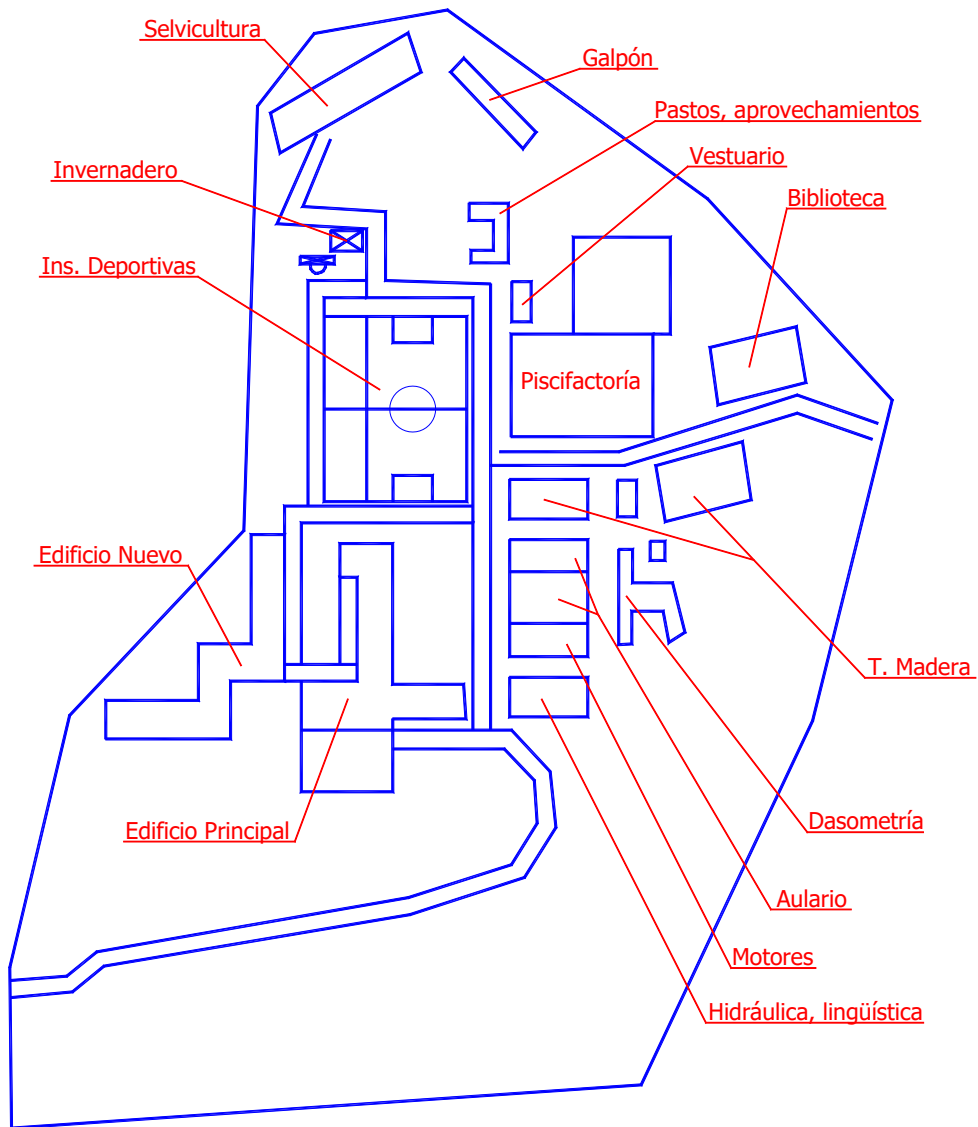 Selvicultura
Galpón
Pastos, aprovechamientos
Invernadero
Vestuario
Biblioteca
Ins. Deportivas
Piscifactoría
Edificio Nuevo
T. Madera
Edificio Principal
Dasometría
Aulario
Motores
Hidráulica, lingüística